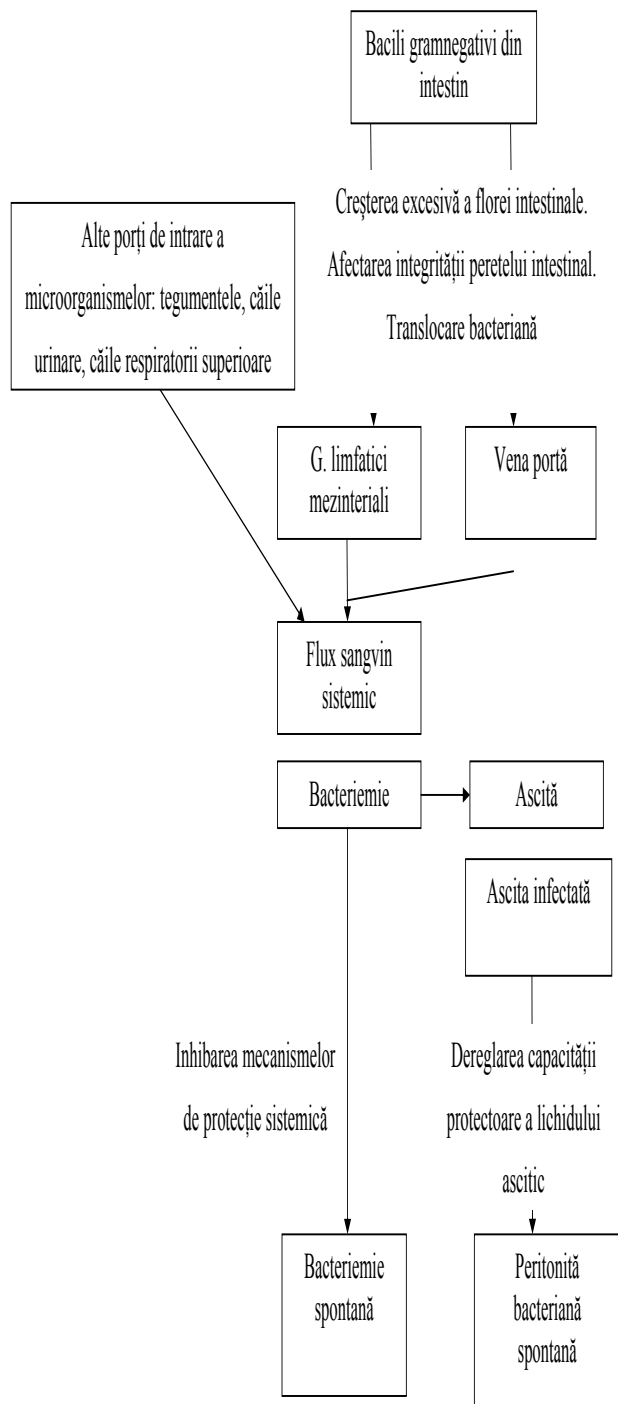 Bacili gramnegativi din
intestin
Creșterea excesivă a florei intestinale.
Afectarea integrității peretelui intestinal.
Translocare bacteriană
Alte porți de intrare a
microorganismelor: tegumentele, căile
urinare, căile respiratorii superioare
G. limfatici
mezinteriali
Vena portă
Flux sangvin
sistemic
Bacteriemie
Ascită
Ascita infectată
Inhibarea mecanismelor
de protecție sistemică
Dereglarea capacității
protectoare a lichidului
ascitic
Bacteriemie
spontană
Peritonită
bacteriană
spontană